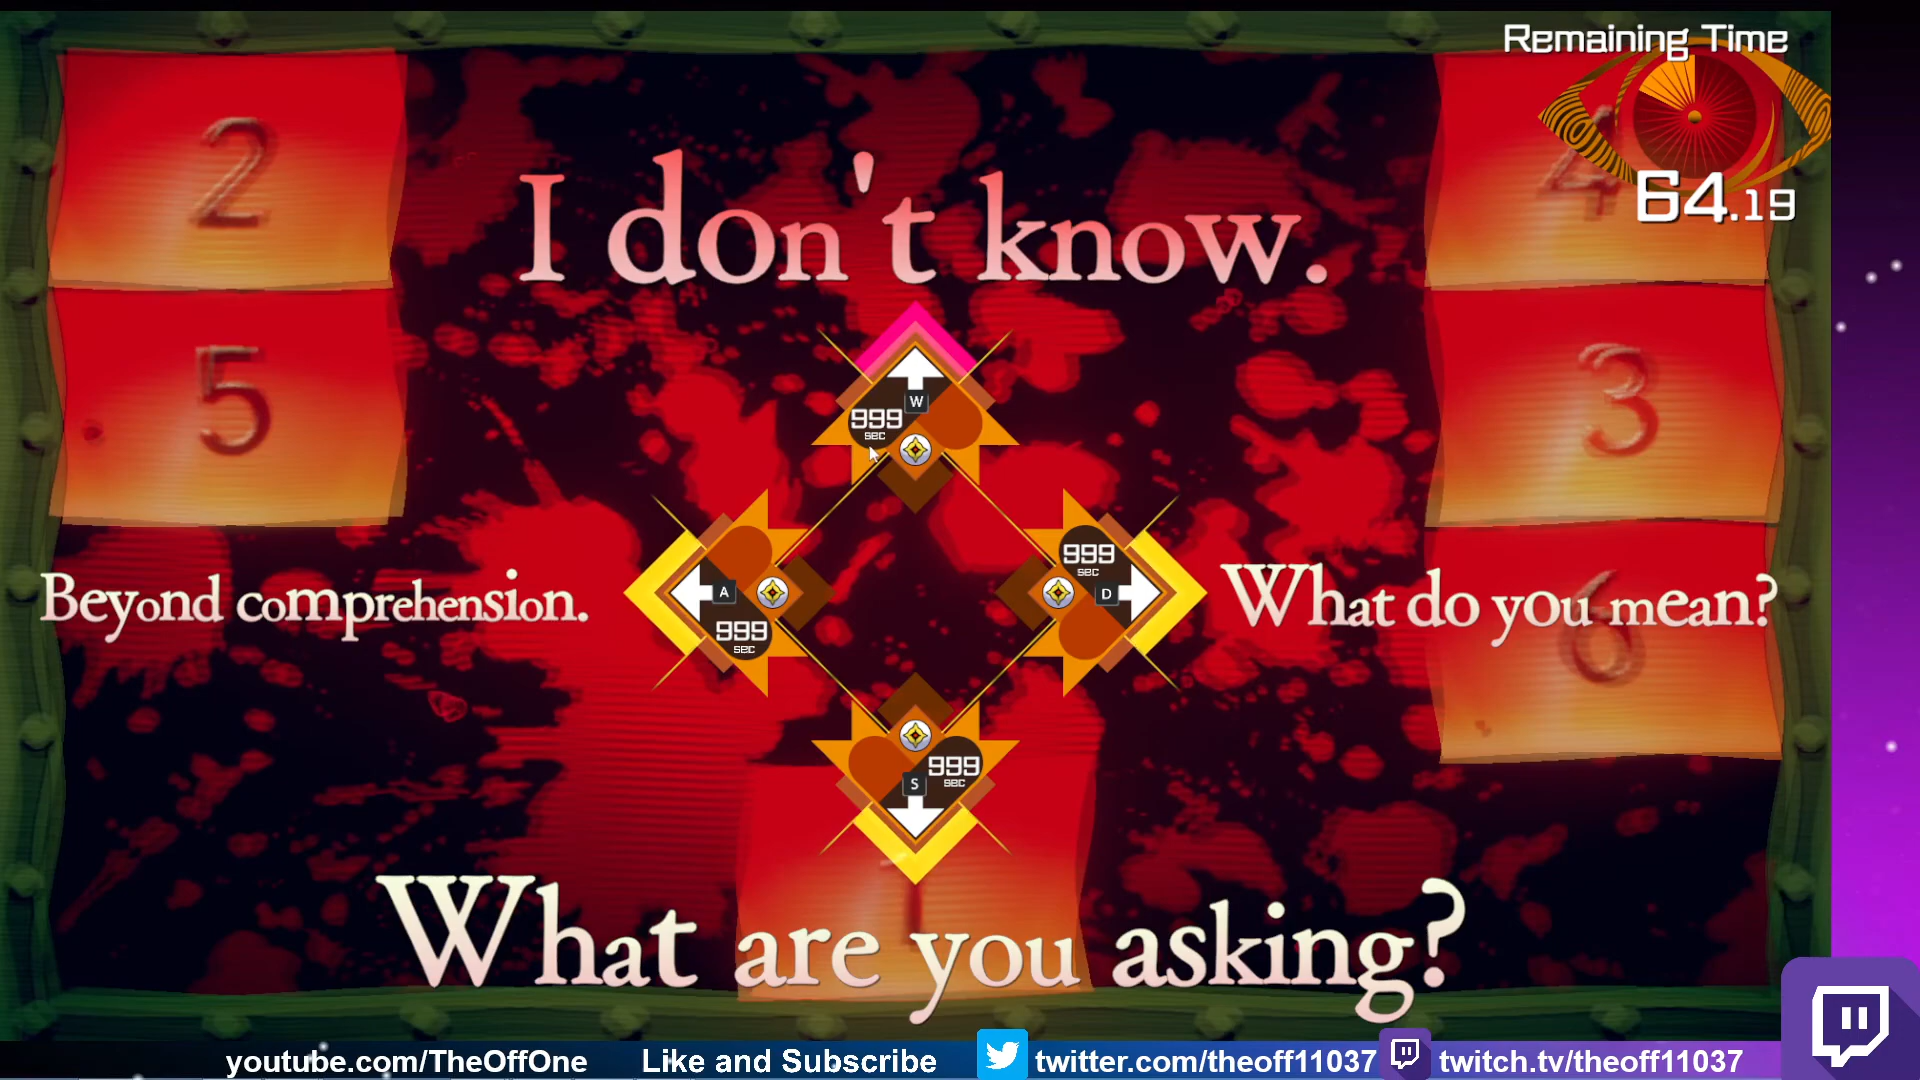 Remaining Time
64.19
2
4
I don't know.
5
3
W
999
sec
999
sec
A
D
999
sec
Beyond comprehension.
What do you mean?
6
999
sec
S
1
What are you asking?
youtube.com/TheOffOne
Like and Subscribe
twitter.com/theoff11037
twitch.tv/theoff11037